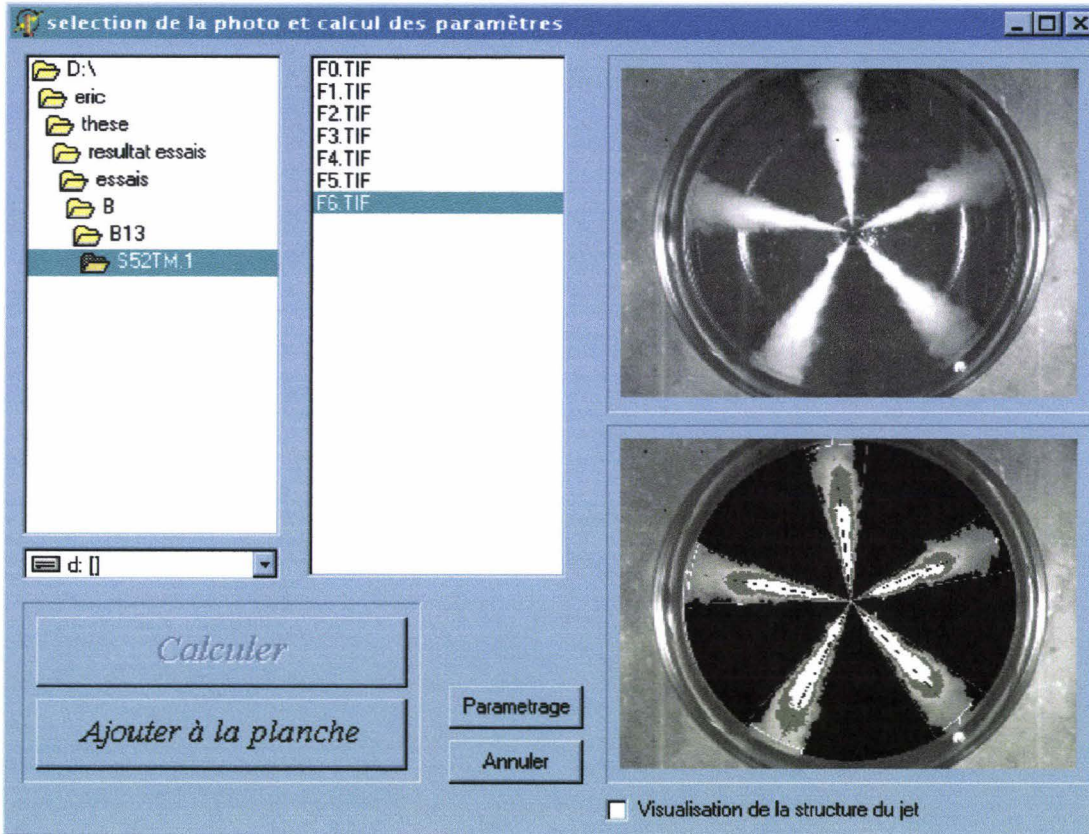 selection de la photo et calcul des paramètres
D:\
eric
these
resultat essais
essais
B
B13
S52TM.1
F0.TIF
F1.TIF
F2.TIF
F3.TIF
F4.TIF
F5.TIF
F6.TIF
d: []
Calculer
Ajouter à la planche
Parametrage
Annuler
Visualisation de la structure du jet